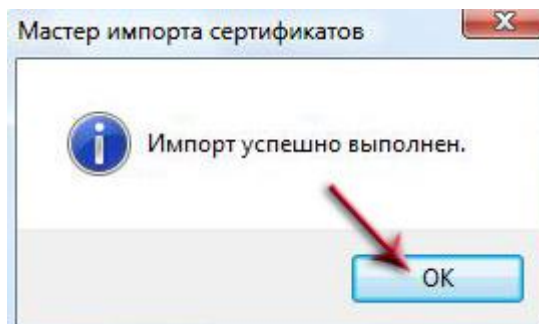 Мастер импорта сертификатов
Импорт успешно выполнен.
OK